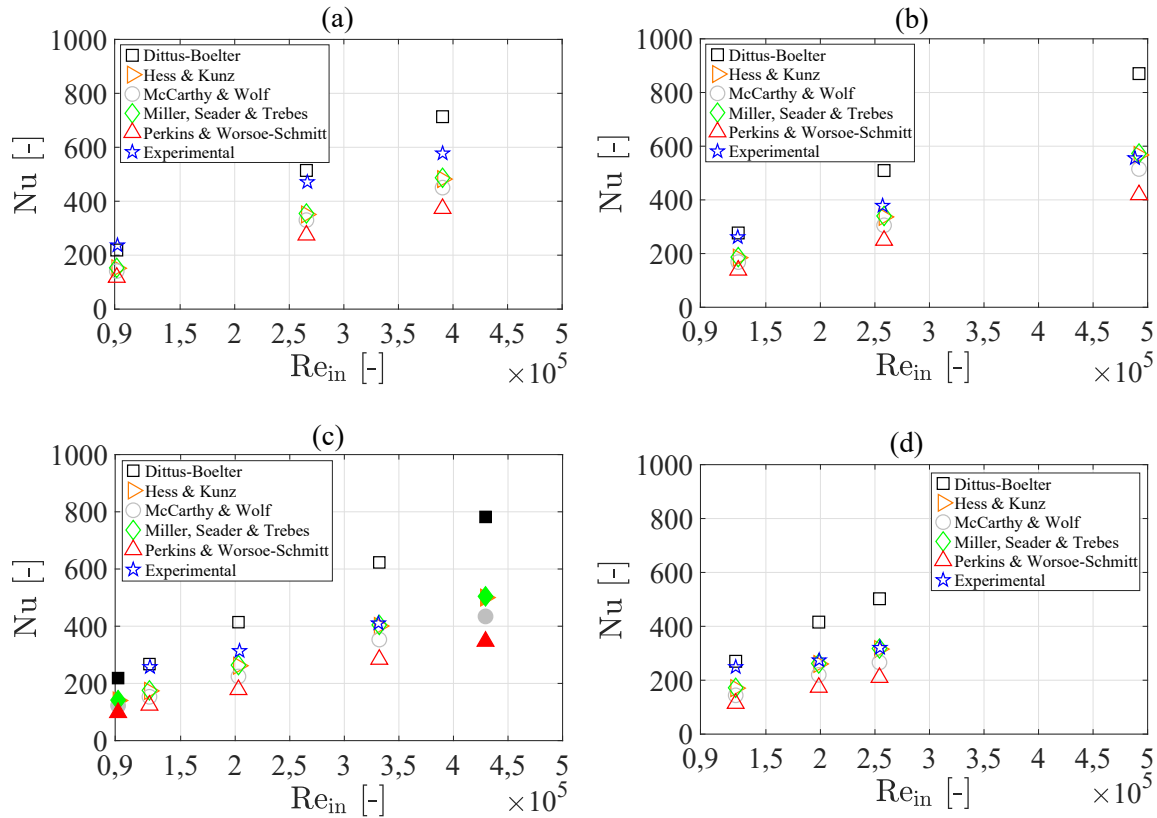 (a)
1000
800
600
400
200
0
Nu [-]
Dittus-Boelter
Hess & Kunz
McCarthy & Wolf
Miller, Seader & Trebes
Perkins & Worsoe-Schmitt
Experimental
0,9 1,5 2 2,5 3 3,5 4 4,5 5
Re_in [-]
×10^5
(b)
1000
800
600
400
200
0
Nu [-]
Dittus-Boelter
Hess & Kunz
McCarthy & Wolf
Miller, Seader & Trebes
Perkins & Worsoe-Schmitt
Experimental
0,9 1,5 2 2,5 3 3,5 4 4,5 5
Re_in [-]
×10^5
(c)
1000
800
600
400
200
0
Nu [-]
Dittus-Boelter
Hess & Kunz
McCarthy & Wolf
Miller, Seader & Trebes
Perkins & Worsoe-Schmitt
Experimental
0,9 1,5 2 2,5 3 3,5 4 4,5 5
Re_in [-]
×10^5
(d)
1000
800
600
400
200
0
Nu [-]
Dittus-Boelter
Hess & Kunz
McCarthy & Wolf
Miller, Seader & Trebes
Perkins & Worsoe-Schmitt
Experimental
0,9 1,5 2 2,5 3 3,5 4 4,5 5
Re_in [-]
×10^5